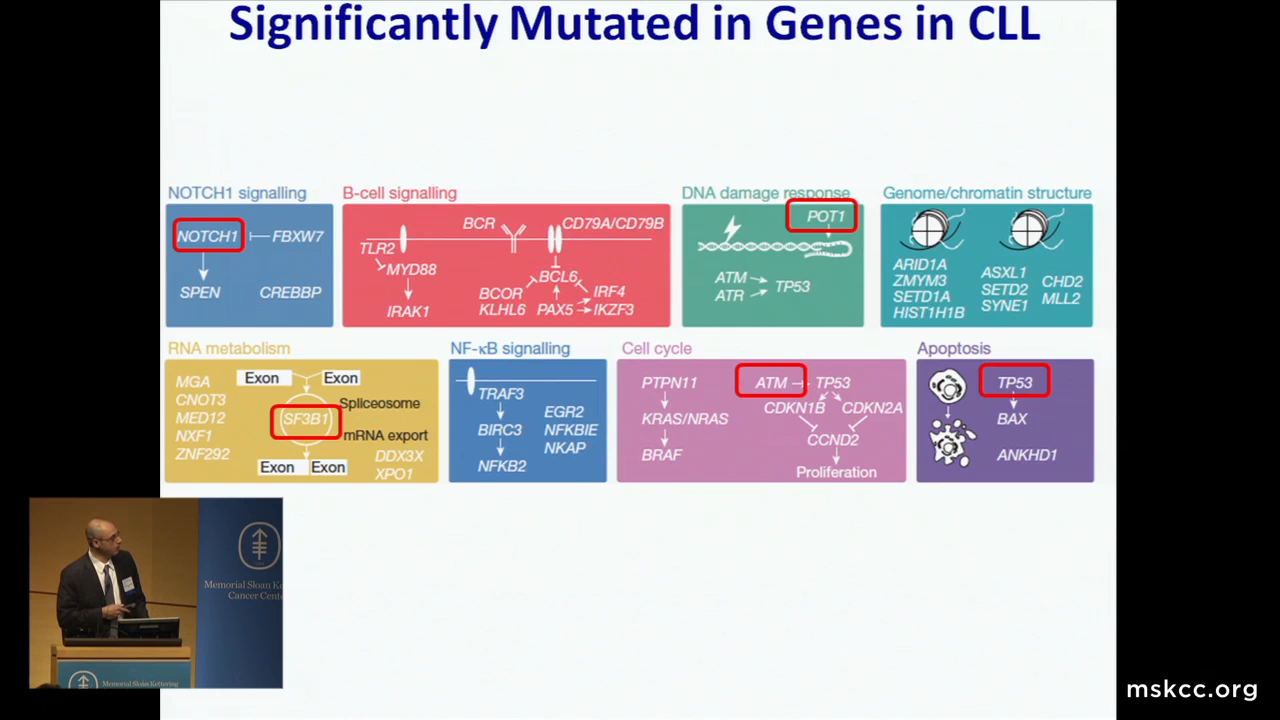 Significantly Mutated in Genes in CLL
NOTCH1 signalling
NOTCH1
FBXW7
SPEN
CREBBP
B-cell signalling
BCR
CD79A/CD79B
TLR2
MYD88
BCL6
IRAK1
BCOR
KLHL6
PAX5
IRF4
IKZF3
DNA damage response
POT1
ATM
ATR
TP53
Genome/chromatin structure
ARID1A
ZMYM3
SETD1A
HIST1H1B
ASXL1
SETD2
SYNE1
CHD2
MLL2
RNA metabolism
MGA
CNOT3
MED12
NXF1
ZNF292
Exon
Exon
Spliceosome
SF3B1
mRNA export
Exon
Exon
DDX3X
XPO1
NF-κB signalling
TRAF3
BIRC3
NFKB2
EGR2
NFKBIE
NKAP
Cell cycle
PTPN11
KRAS/NRAS
BRAF
ATM
TP53
CDKN1B
CDKN2A
CCND2
Proliferation
Apoptosis
TP53
BAX
ANKHD1
Memorial Sloan Ke
Cancer Cent
Memorial Sloan Kettering
mskcc.org